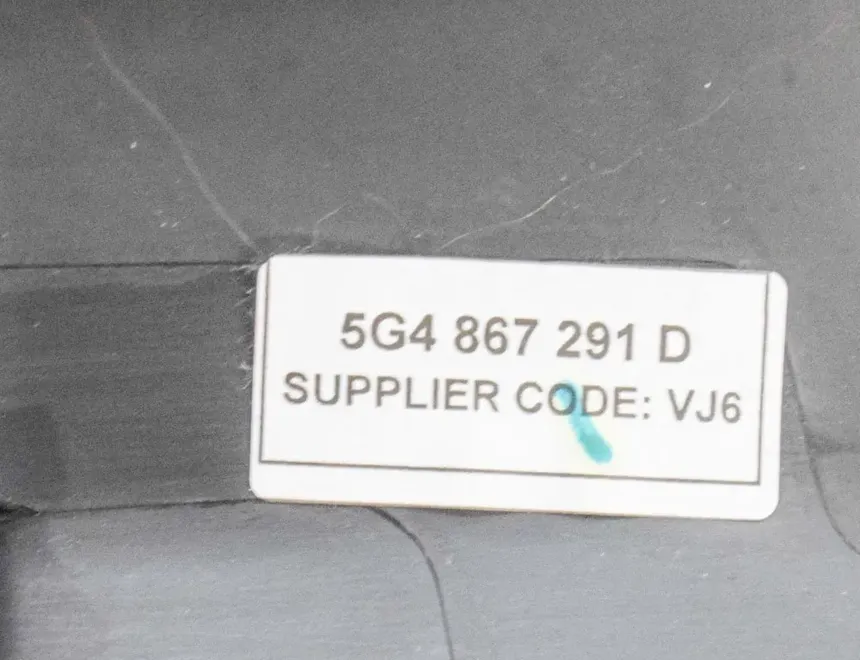 5G4 867 291 D
SUPPLIER CODE: VJ6